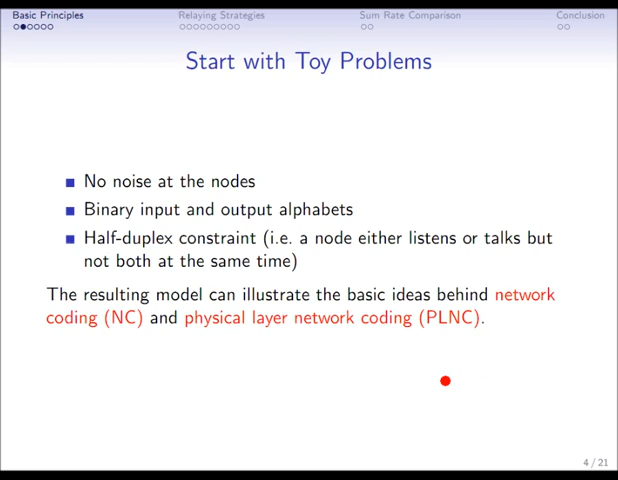 Basic Principles Relaying Strategies Sum Rate Comparison Conclusion
Start with Toy Problems
No noise at the nodes
Binary input and output alphabets
Half-duplex constraint (i.e. a node either listens or talks but
not both at the same time)
The resulting model can illustrate the basic ideas behind network
coding (NC) and physical layer network coding (PLNC).
4 / 21